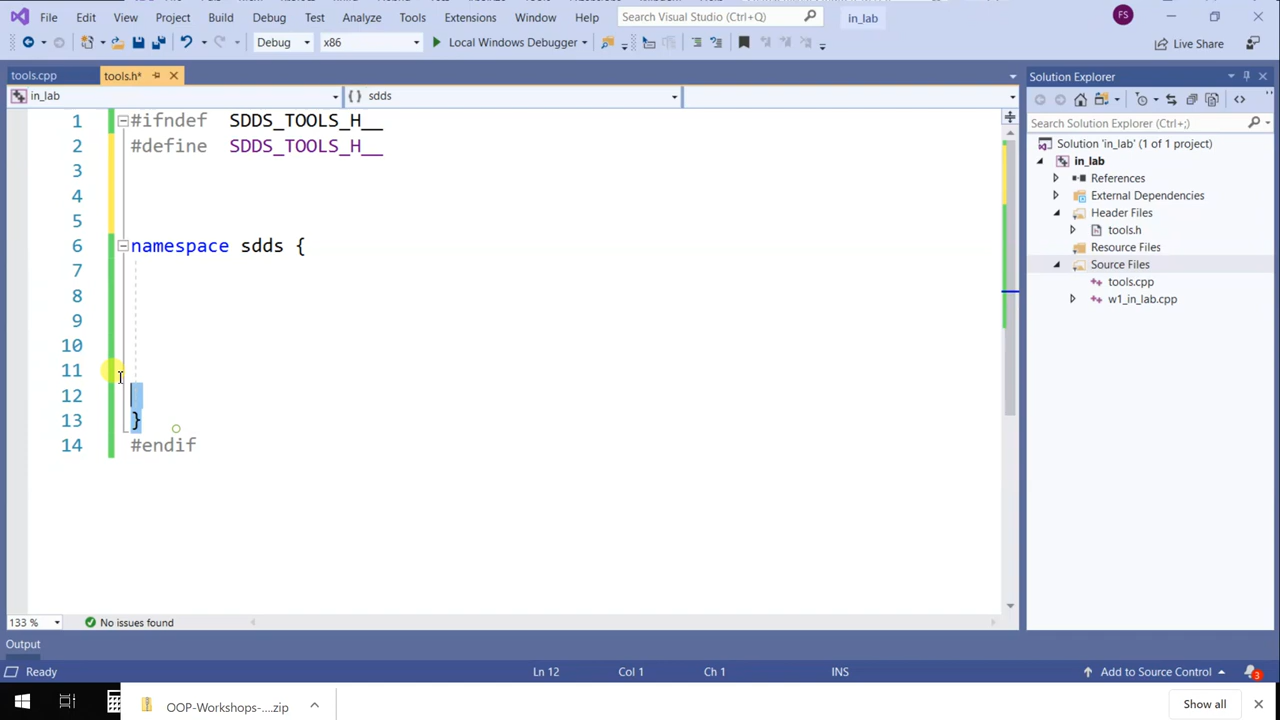 File Edit View Project Build Debug Test Analyze Tools Extensions Window Help Search Visual Studio (Ctrl+Q) in_lab FS
Debug x86 Local Windows Debugger Live Share
tools.cpp tools.h*
in_lab {} sdds
1 #ifndef SDDS_TOOLS_H__
2 #define SDDS_TOOLS_H__
3
4
5
6 namespace sdds {
7
8
9
10
11
12
13 }
14 #endif
133 % No issues found
Output
Ready Ln 12 Col 1 Ch 1 INS Add to Source Control 3
Solution Explorer
Search Solution Explorer (Ctrl+;)
Solution 'in_lab' (1 of 1 project)
in_lab
References
External Dependencies
Header Files
tools.h
Resource Files
Source Files
tools.cpp
w1_in_lab.cpp
OOP-Workshops-....zip Show all